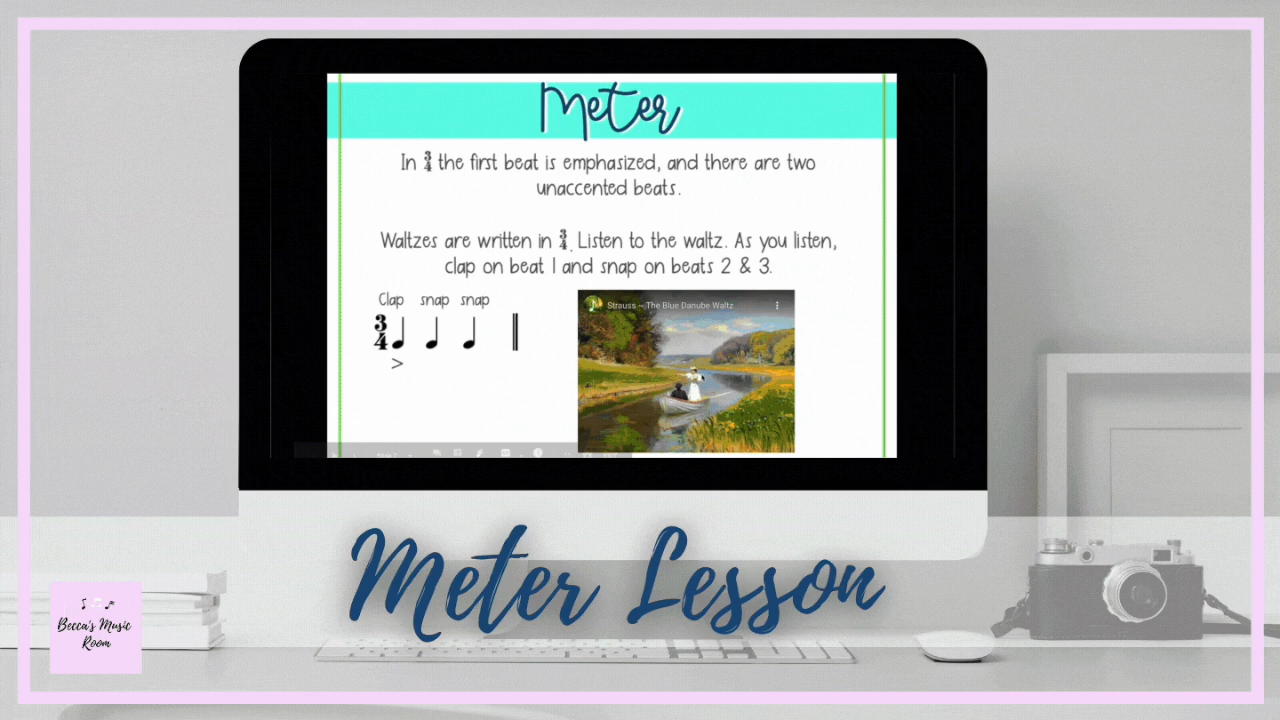 Meter
In 3/4 the first beat is emphasized, and there are two
unaccented beats.
Waltzes are written in 3/4. Listen to the waltz. As you listen,
clap on beat 1 and snap on beats 2 & 3.
Clap snap snap
3
4
>
Strauss ~ The Blue Danube Waltz
Meter Lesson
Becca's Music
Room